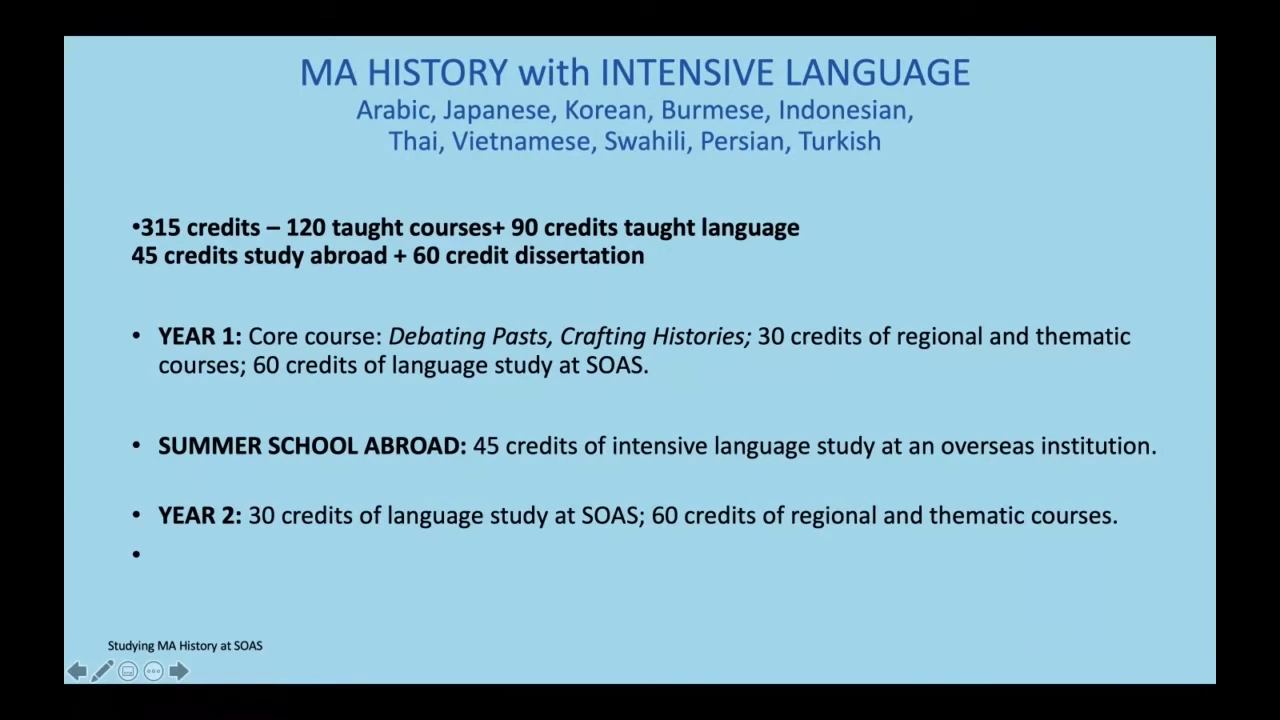 MA HISTORY with INTENSIVE LANGUAGE
Arabic, Japanese, Korean, Burmese, Indonesian,
Thai, Vietnamese, Swahili, Persian, Turkish
•315 credits – 120 taught courses+ 90 credits taught language
45 credits study abroad + 60 credit dissertation
• YEAR 1: Core course: Debating Pasts, Crafting Histories; 30 credits of regional and thematic
courses; 60 credits of language study at SOAS.
• SUMMER SCHOOL ABROAD: 45 credits of intensive language study at an overseas institution.
• YEAR 2: 30 credits of language study at SOAS; 60 credits of regional and thematic courses.
•
Studying MA History at SOAS